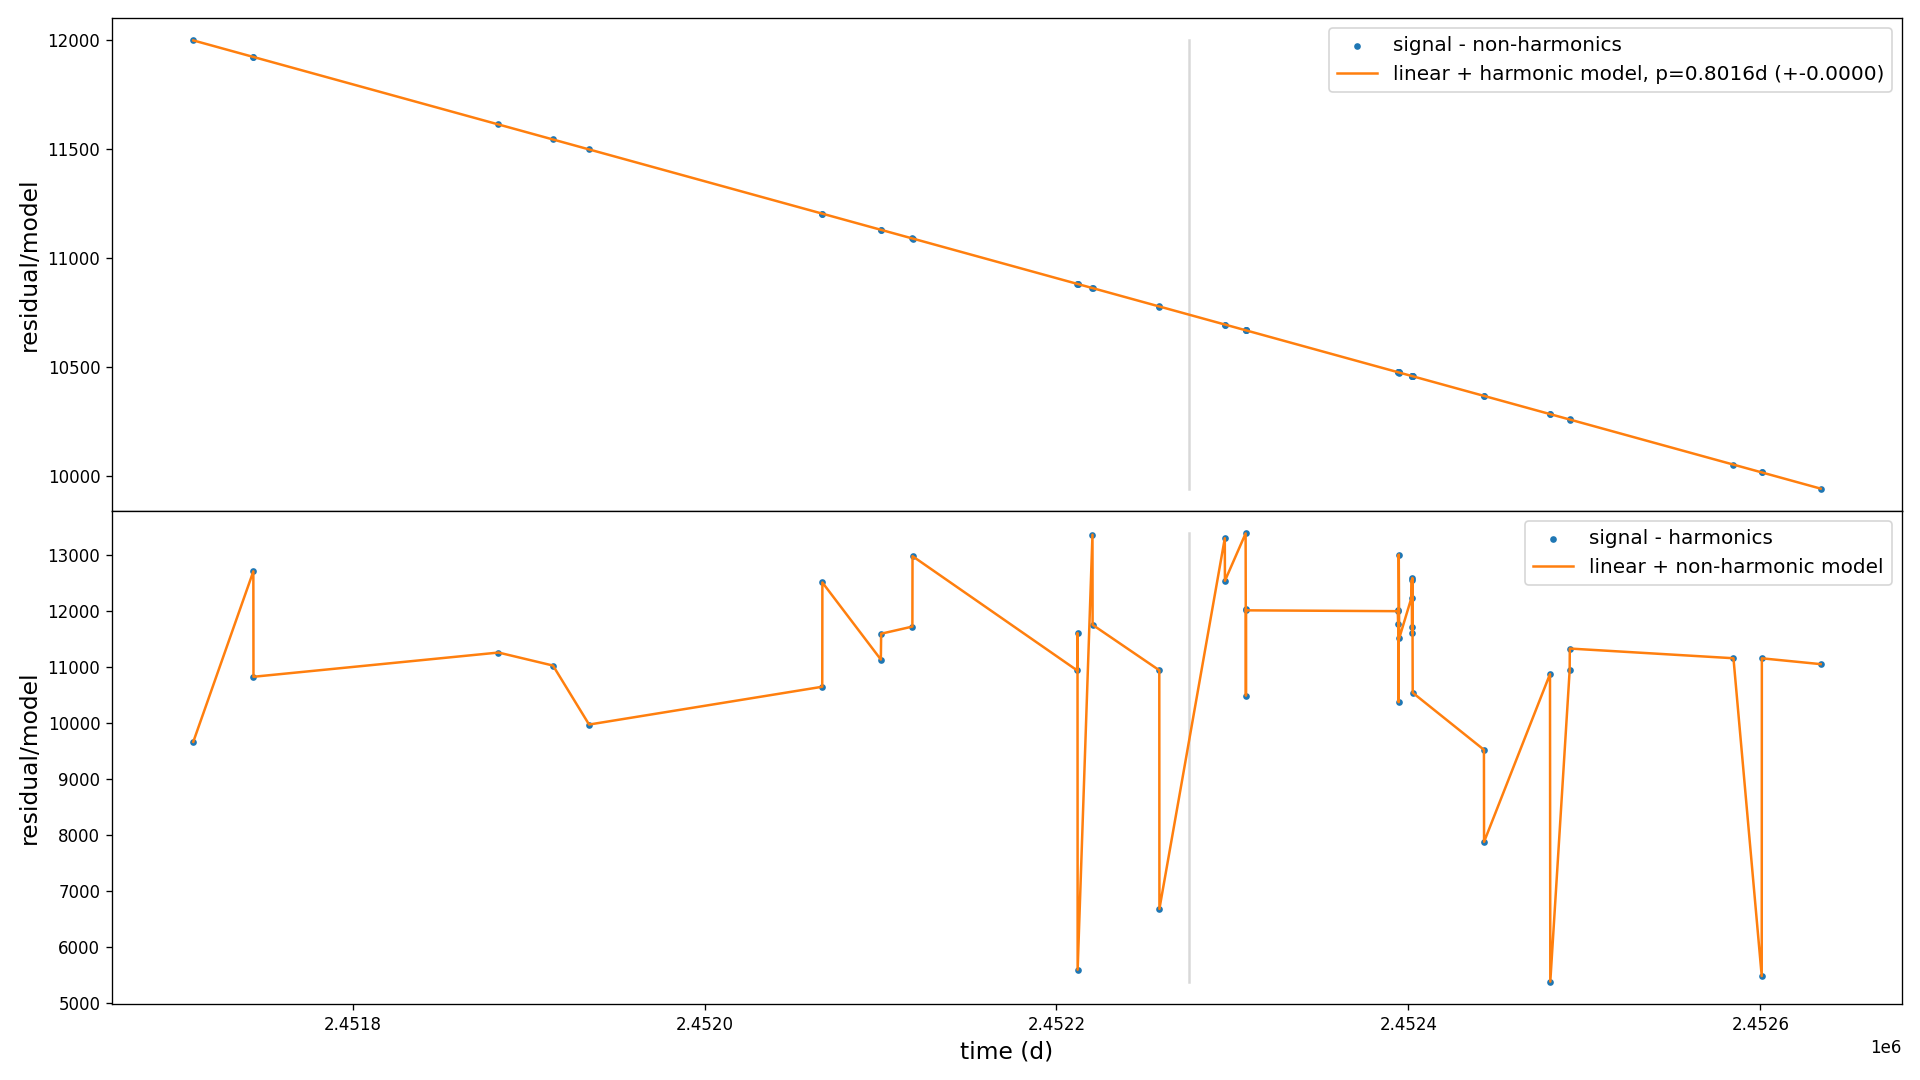 12000
11500
11000
10500
10000
residual/model
signal - non-harmonics
linear + harmonic model, p=0.8016d (+-0.0000)
13000
12000
11000
10000
9000
8000
7000
6000
5000
residual/model
signal - harmonics
linear + non-harmonic model
2.4518
2.4520
2.4522
2.4524
2.4526
time (d)
1e6